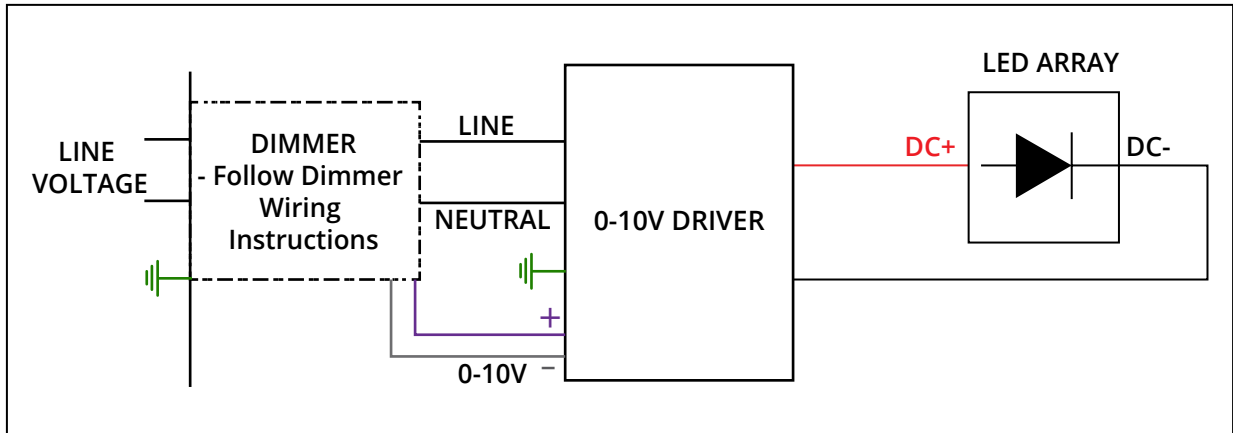 LED ARRAY
LINE
VOLTAGE
DIMMER
- Follow Dimmer
Wiring
Instructions
LINE
NEUTRAL
0-10V DRIVER
DC+
DC-
+
0-10V -